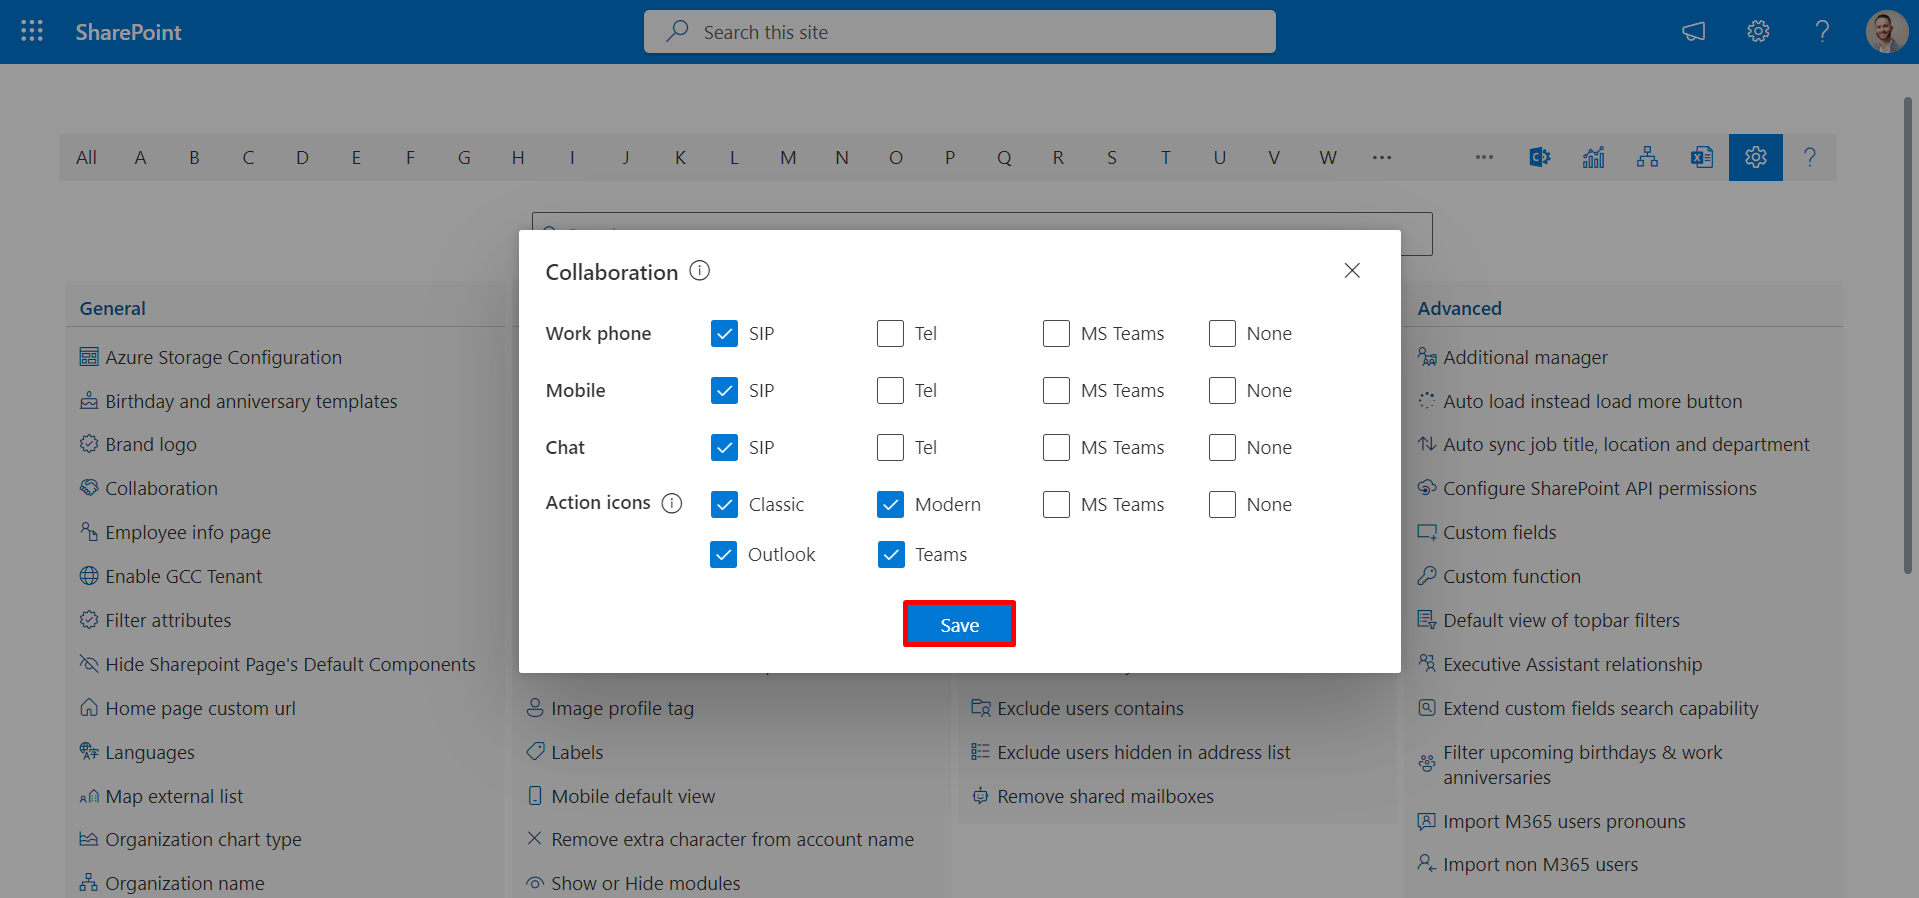 SharePoint
Search this site
All A B C D E F G H I J K L M N O P Q R S T U V W ··· ··· ?
Collaboration
Work phone SIP Tel MS Teams None
Mobile SIP Tel MS Teams None
Chat SIP Tel MS Teams None
Action icons Classic Modern MS Teams None
Outlook Teams
Save
General
Azure Storage Configuration
Birthday and anniversary templates
Brand logo
Collaboration
Employee info page
Enable GCC Tenant
Filter attributes
Hide Sharepoint Page's Default Components
Home page custom url
Languages
Map external list
Organization chart type
Organization name
Image profile tag
Labels
Mobile default view
Remove extra character from account name
Show or Hide modules
Exclude users contains
Exclude users hidden in address list
Remove shared mailboxes
Advanced
Additional manager
Auto load instead load more button
Auto sync job title, location and department
Configure SharePoint API permissions
Custom fields
Custom function
Default view of topbar filters
Executive Assistant relationship
Extend custom fields search capability
Filter upcoming birthdays & work
anniversaries
Import M365 users pronouns
Import non M365 users